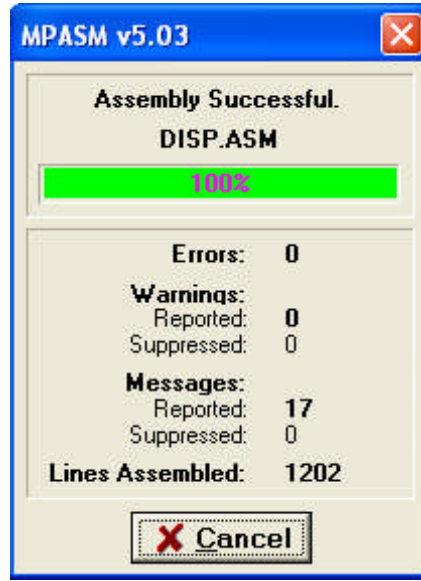 MPASM v5.03
Assembly Successful.
DISP.ASM
100%
Errors: 0
Warnings:
Reported: 0
Suppressed: 0
Messages:
Reported: 17
Suppressed: 0
Lines Assembled: 1202
Cancel